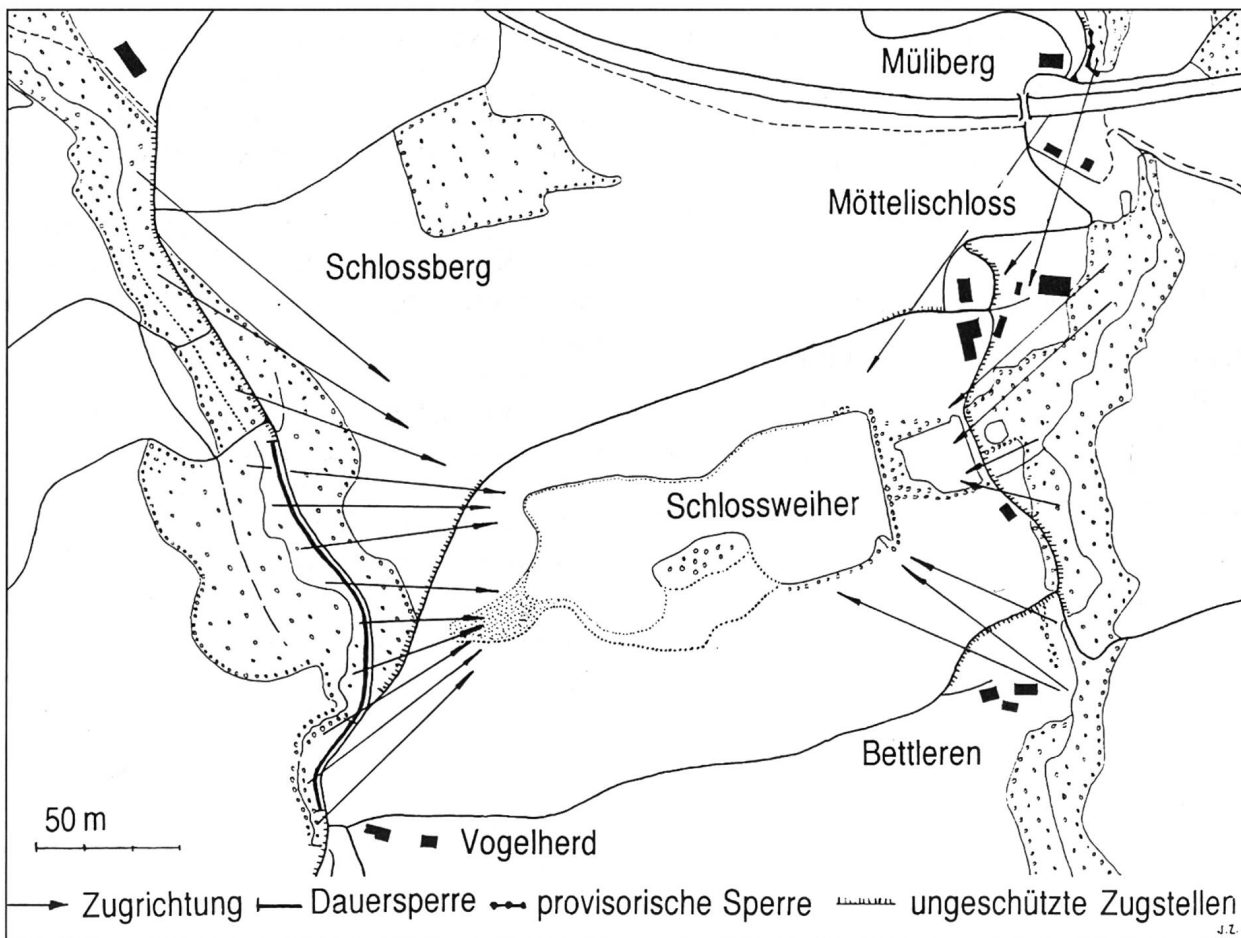 Müliberg
Möttelischloss
Schlossberg
Schlossweiher
Bettleren
50 m
Vogelherd
Zugrichtung Dauersperre provisorische Sperre ungeschützte Zugstellen
J.Z.